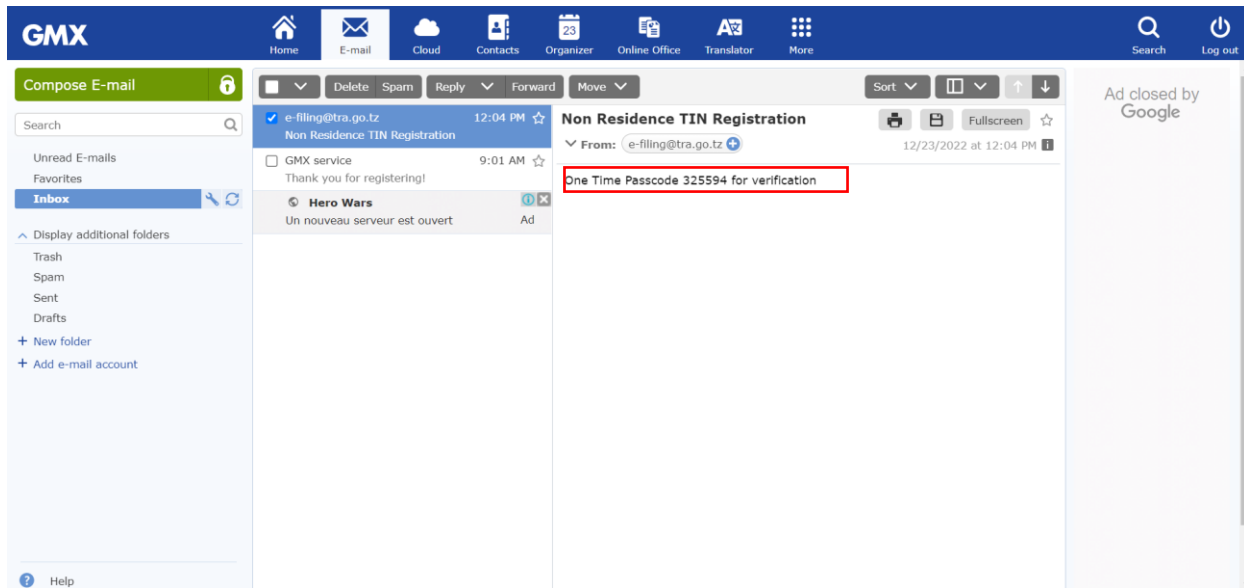 GMX
Home
E-mail
Cloud
Contacts
23
Organizer
Online Office
Translator
More
Search
Log out
Compose E-mail
Search
Unread E-mails
Favorites
Inbox
Display additional folders
Trash
Spam
Sent
Drafts
+ New folder
+ Add e-mail account
? Help
Delete Spam Reply Forward Move
Sort
e-filing@tra.go.tz 12:04 PM
Non Residence TIN Registration
GMX service 9:01 AM
Thank you for registering!
Hero Wars
Un nouveau serveur est ouvert Ad
Non Residence TIN Registration
Fullscreen
From: e-filing@tra.go.tz
12/23/2022 at 12:04 PM
One Time Passcode 325594 for verification
Ad closed by
Google